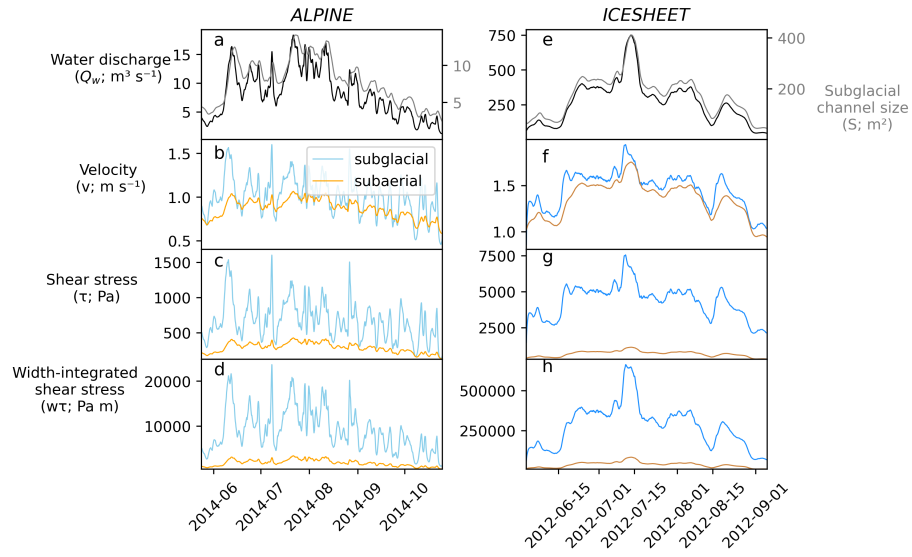 ALPINE
ICESHEET
Water discharge
(Qw; m³ s⁻¹)
a
15
10
5
10
5
e
750
500
250
400
200
Subglacial
channel size
(S; m²)
Velocity
(v; m s⁻¹)
b
1.5
1.0
0.5
subglacial
subaerial
f
1.5
1.0
Shear stress
(τ; Pa)
c
1500
1000
500
g
7500
5000
2500
Width-integrated
shear stress
(wτ; Pa m)
d
20000
10000
h
500000
250000
2014-06
2014-07
2014-08
2014-09
2014-10
2012-06-15
2012-07-01
2012-07-15
2012-08-01
2012-08-15
2012-09-01